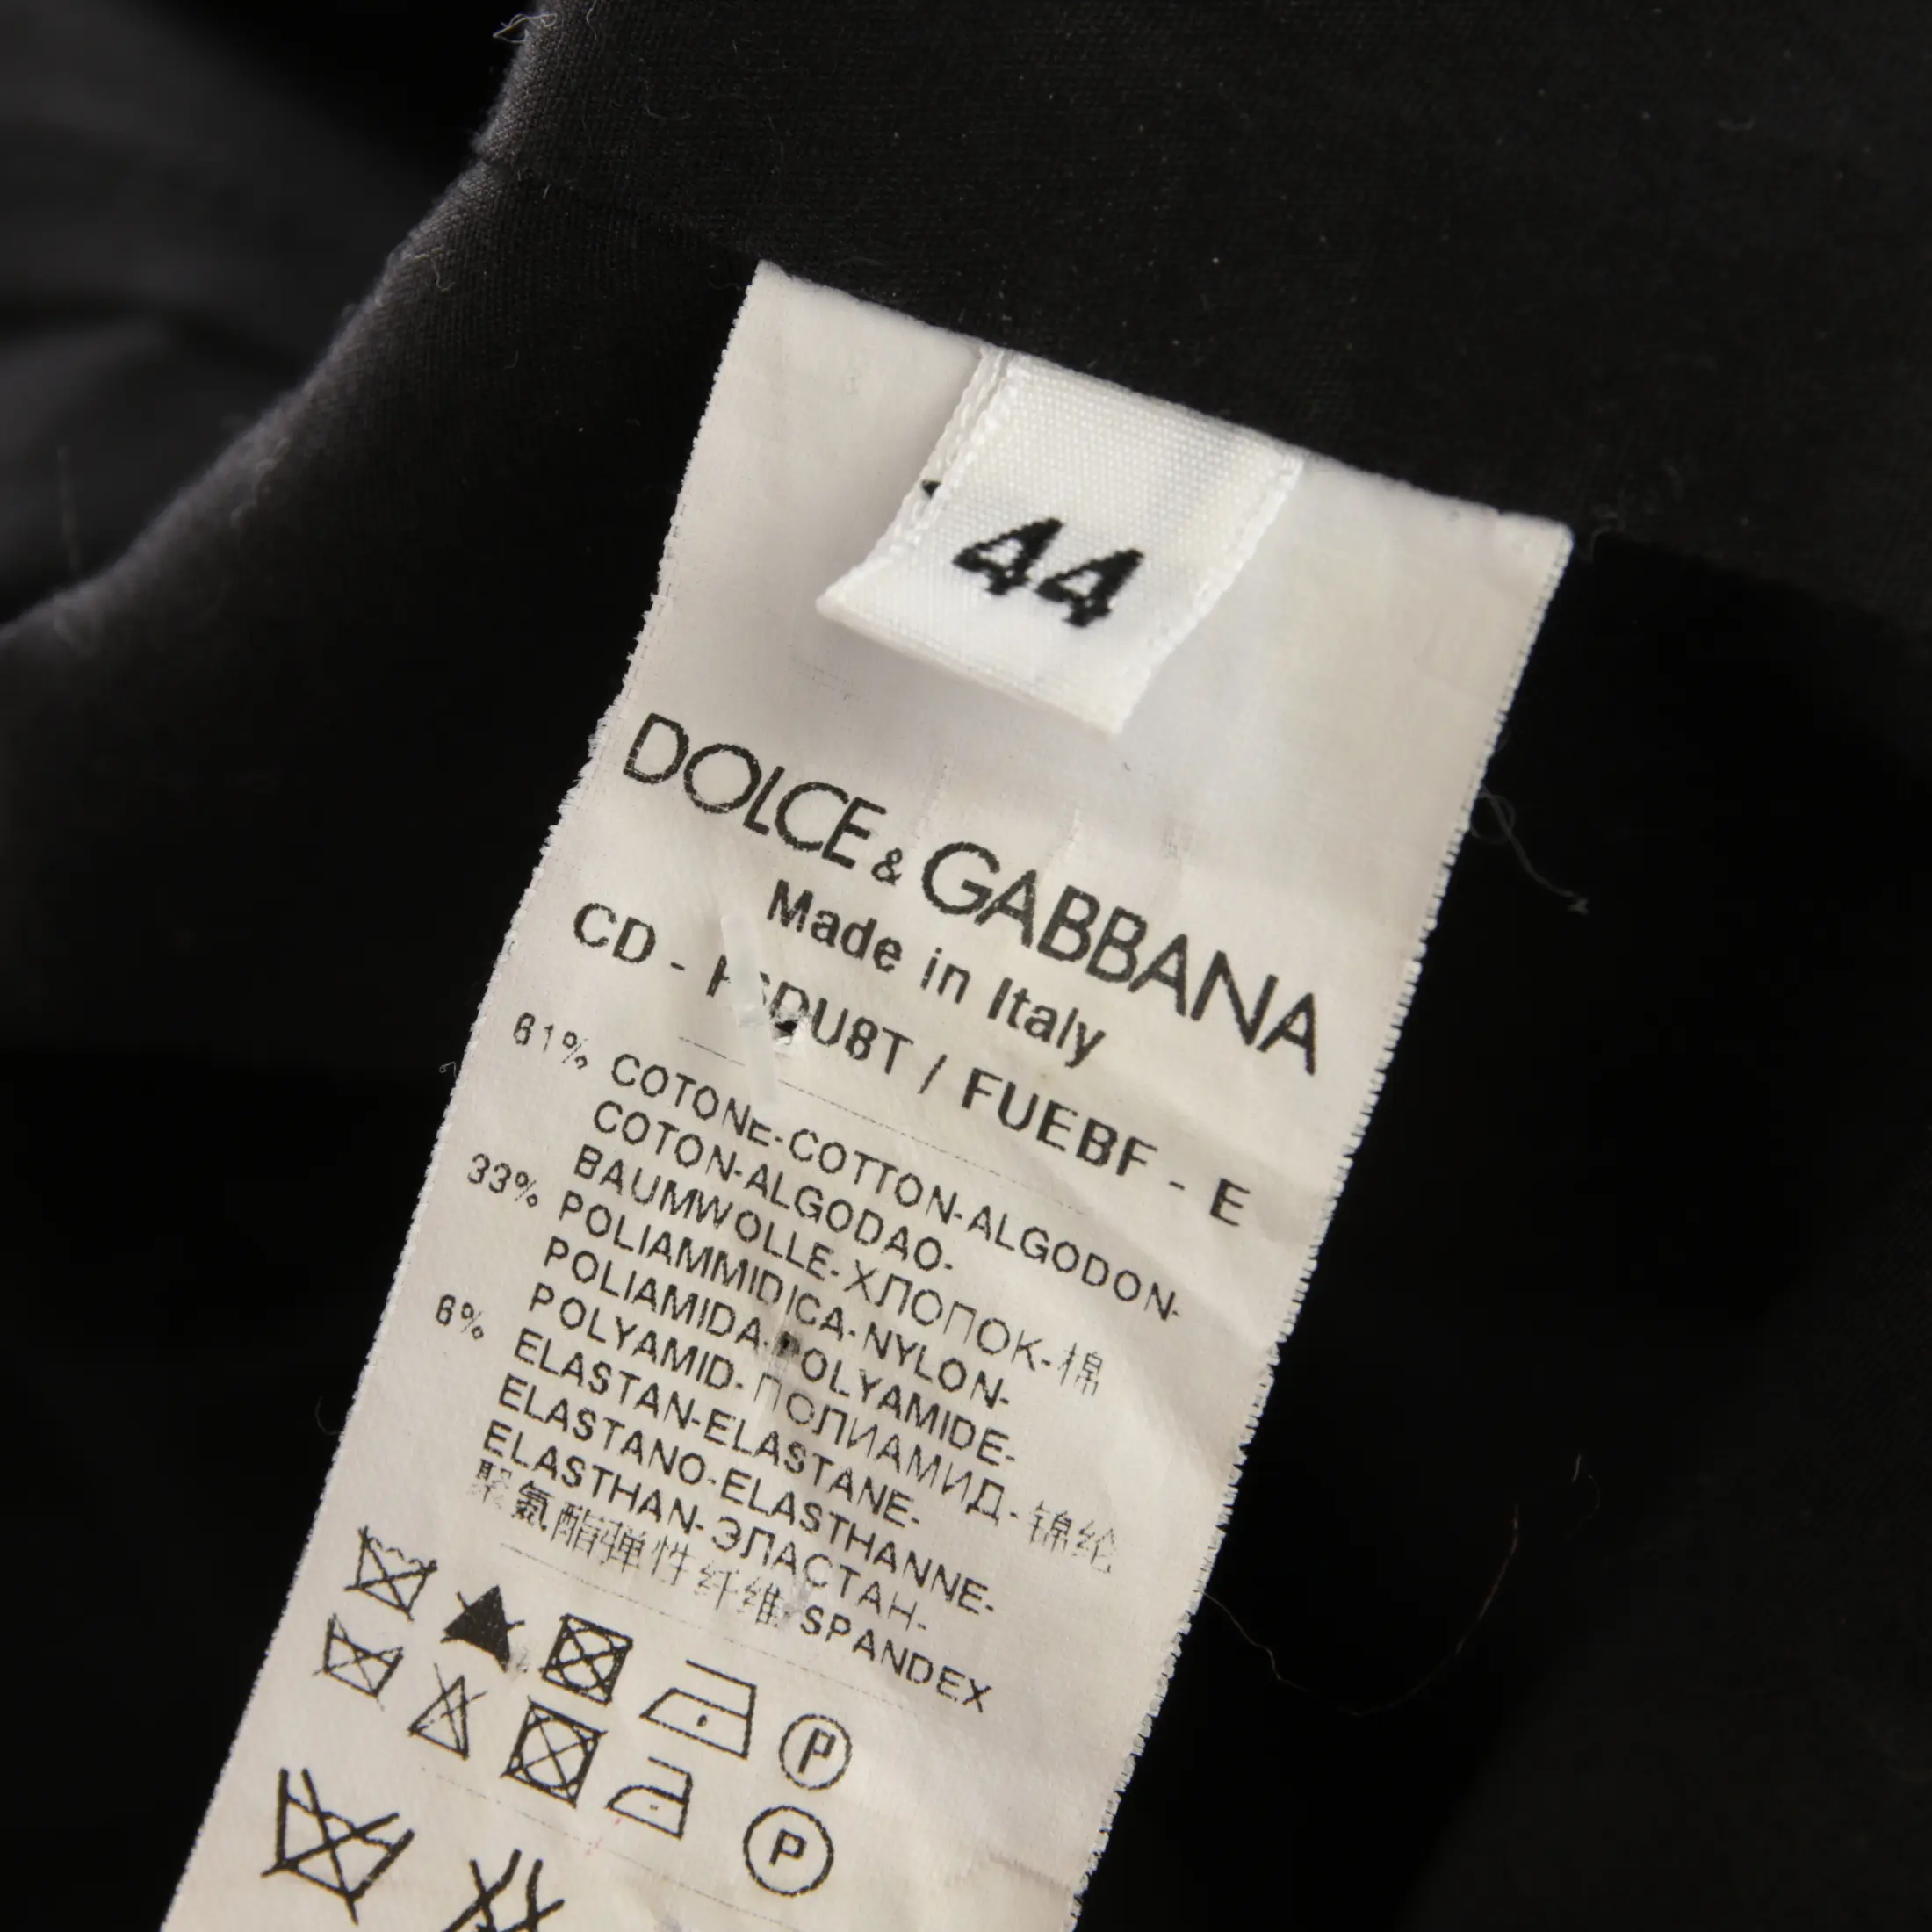 44
DOLCE & GABBANA
Made in Italy
CD - F6DU8T / FUEBF - E
61% COTONE-COTTON-ALGODON-
COTON-ALGODAO-
BAUMWOLLE-ХЛОПОК-棉
33% POLIAMMIDICA-NYLON-
POLIAMIDA-POLYAMIDE-
POLYAMID-ПОЛИАМИД-锦纶
6% ELASTAN-ELASTANE-
ELASTANO-ELASTHANNE-
ELASTHAN-ЭЛАСТАН-
聚氨酯弹性纤维-SPANDEX
P
P